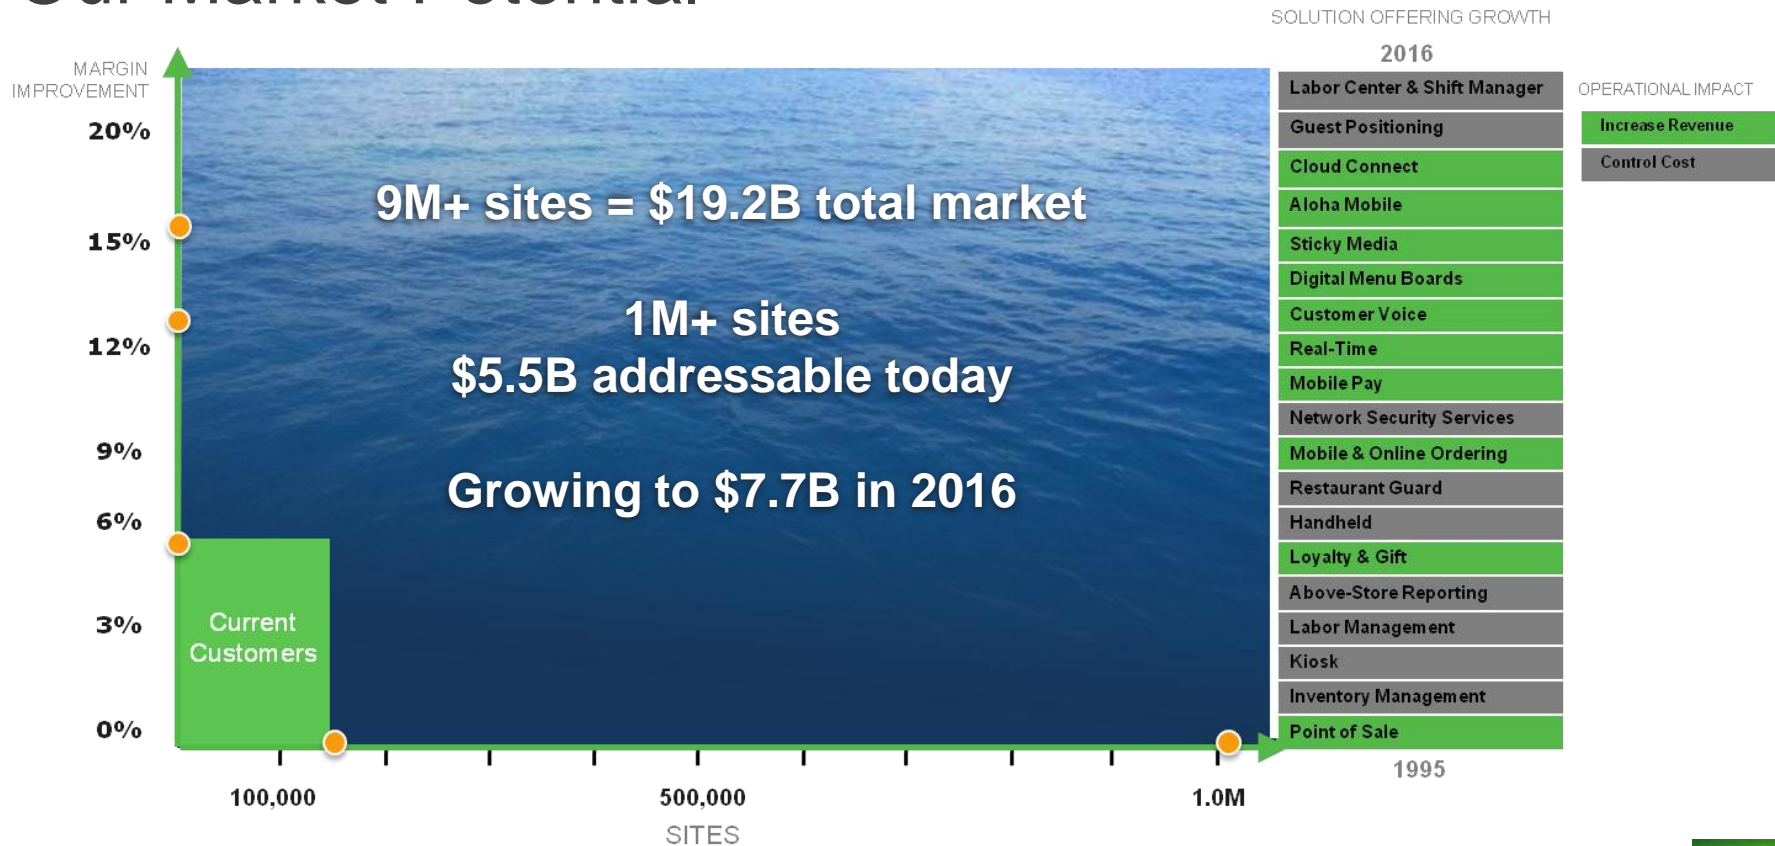 Our Market Potential
SOLUTION OFFERING GROWTH
2016
MARGIN
IMPROVEMENT
20%
15%
12%
9%
6%
3%
0%
9M+ sites = $19.2B total market
1M+ sites
$5.5B addressable today
Growing to $7.7B in 2016
Current
Customers
100,000
500,000
1.0M
SITES
Labor Center & Shift Manager
Guest Positioning
Cloud Connect
Aloha Mobile
Sticky Media
Digital Menu Boards
Customer Voice
Real-Time
Mobile Pay
Network Security Services
Mobile & Online Ordering
Restaurant Guard
Handheld
Loyalty & Gift
Above-Store Reporting
Labor Management
Kiosk
Inventory Management
Point of Sale
1995
OPERATIONAL IMPACT
Increase Revenue
Control Cost